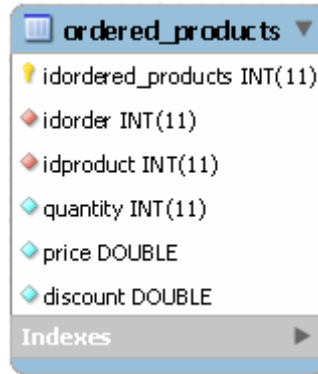 ordered_products
idordered_products INT(11)
idorder INT(11)
idproduct INT(11)
quantity INT(11)
price DOUBLE
discount DOUBLE
Indexes